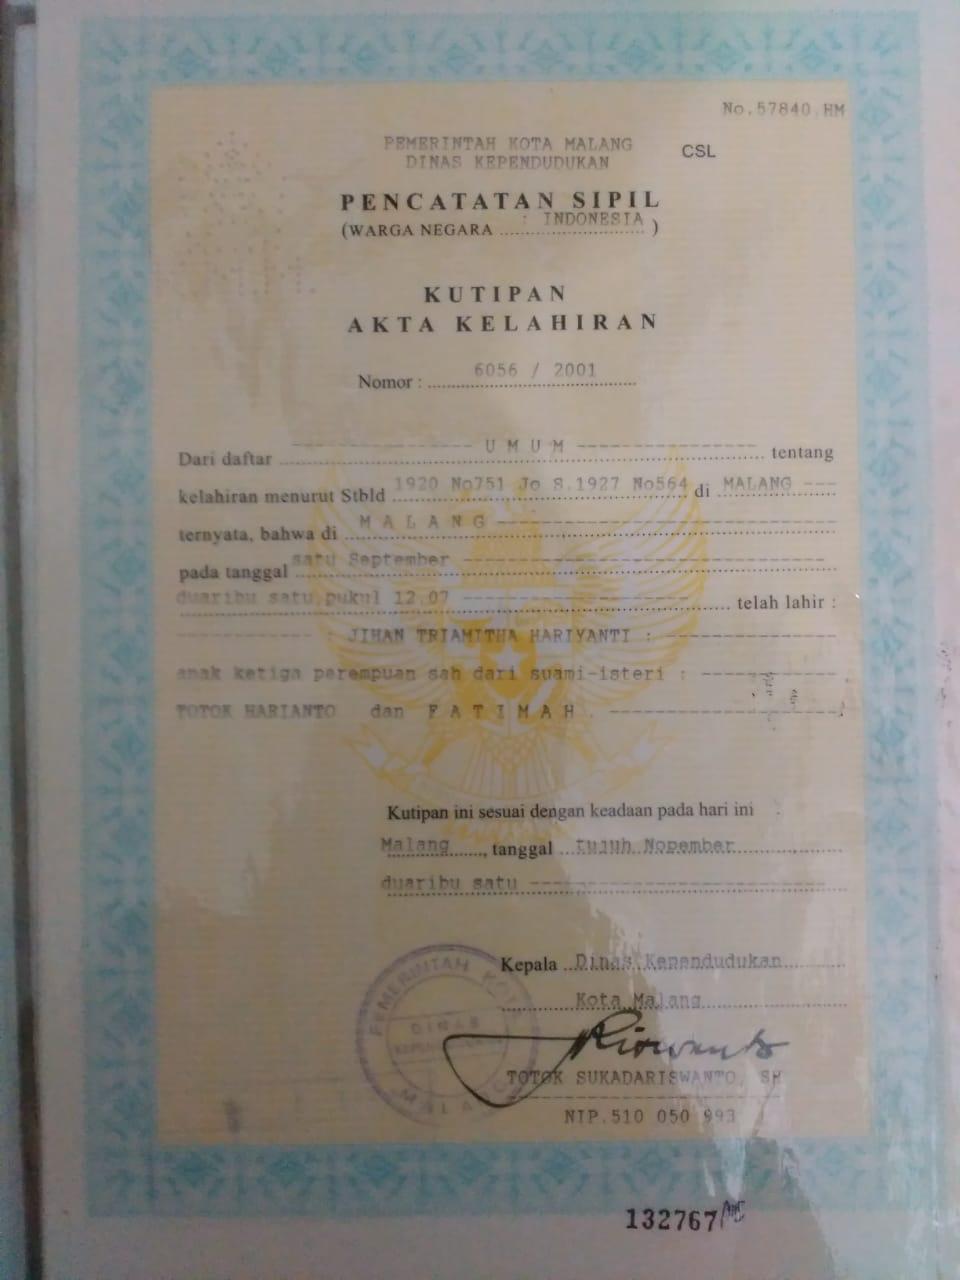 No.57840.HM
PEMERINTAH KOTA MALANG
DINAS KEPENDUDUKAN
CSL
PENCATATAN SIPIL
(WARGA NEGARA : INDONESIA )
KUTIPAN
AKTA KELAHIRAN
Nomor : 6056 / 2001
Dari daftar U M U M tentang
kelahiran menurut Stbld 1920 No751 Jo S.1927 No564 di MALANG
ternyata, bahwa di M A L A N G
pada tanggal satu September
duaribu satu pukul 12.07 telah lahir :
: JIHAN TRIAMITHA HARIYANTI :
anak ketiga perempuan sah dari suami-isteri :
TOTOK HARIANTO dan F A T I M A H .
Kutipan ini sesuai dengan keadaan pada hari ini
Malang, tanggal tujuh Nopember
duaribu satu
Kepala Dinas Kependudukan
Kota Malang
PEMERINTAH KOTA
DINAS
MALANG
TOTOK SUKADARISWANTO, SH
NIP.510 050 993
132767